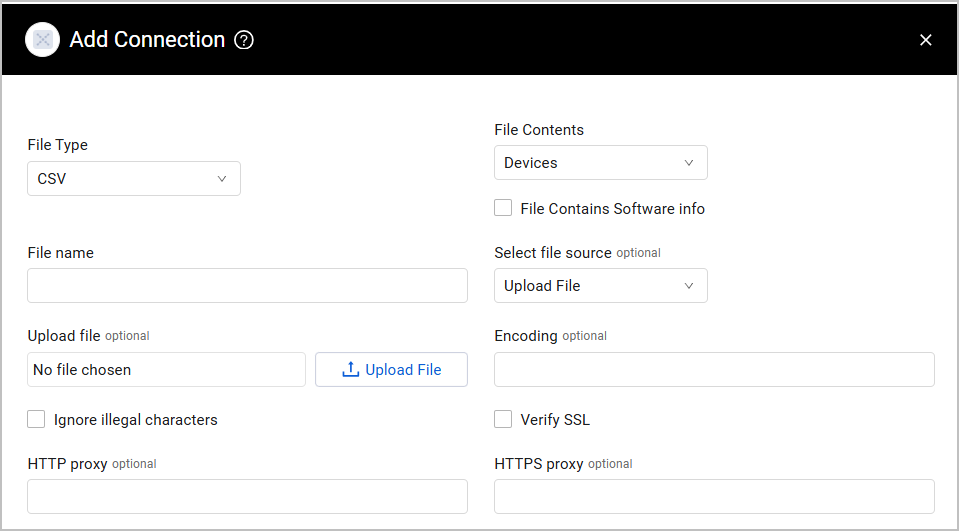 Add Connection ?
File Type
File Contents
CSV
Devices
File Contains Software info
File name
Select file source optional
Upload File
Upload file optional
Encoding optional
No file chosen
Upload File
Ignore illegal characters
Verify SSL
HTTP proxy optional
HTTPS proxy optional